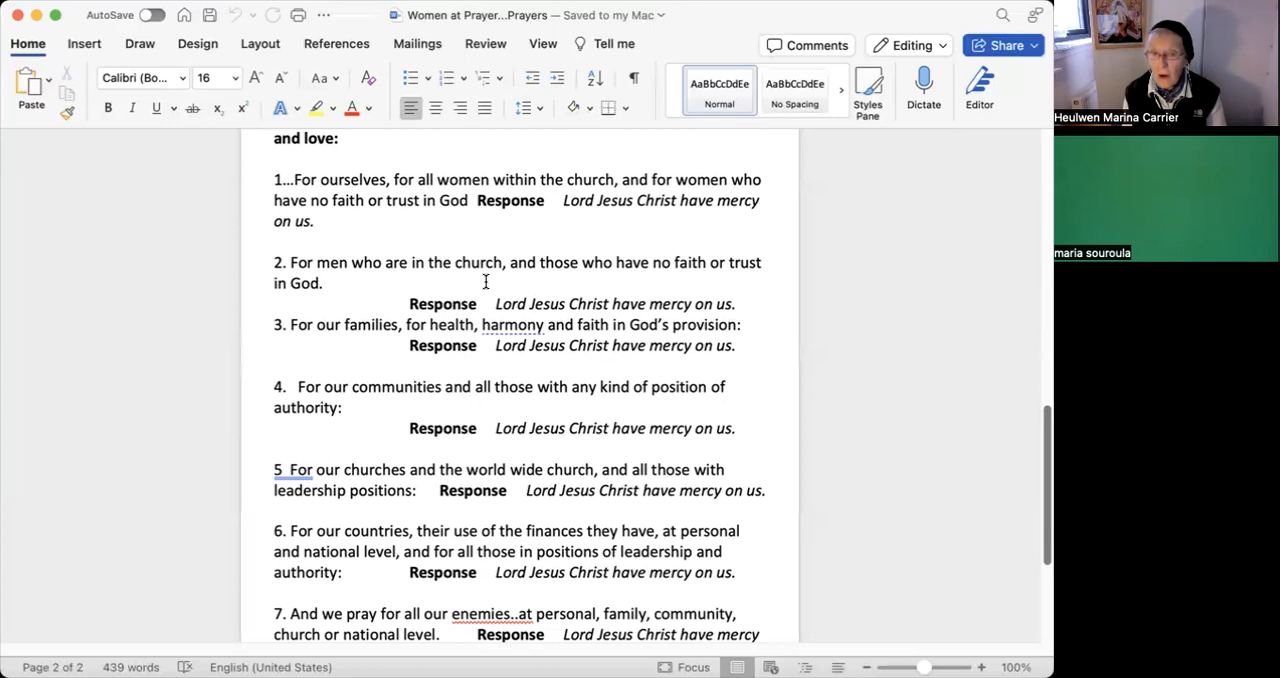 AutoSave
Women at Prayer...Prayers — Saved to my Mac
Home Insert Draw Design Layout References Mailings Review View Tell me
Comments Editing Share
Paste
Calibri (Bo... 16 Aa
AaBbCcDdEe AaBbCcDdEe
Normal No Spacing
Styles Pane
Dictate
Editor
Heulwen Marina Carrier
maria souroula
and love:
1...For ourselves, for all women within the church, and for women who
have no faith or trust in God Response Lord Jesus Christ have mercy
on us.
2. For men who are in the church, and those who have no faith or trust
in God.
Response Lord Jesus Christ have mercy on us.
3. For our families, for health, harmony and faith in God's provision:
Response Lord Jesus Christ have mercy on us.
4. For our communities and all those with any kind of position of
authority:
Response Lord Jesus Christ have mercy on us.
5 For our churches and the world wide church, and all those with
leadership positions: Response Lord Jesus Christ have mercy on us.
6. For our countries, their use of the finances they have, at personal
and national level, and for all those in positions of leadership and
authority: Response Lord Jesus Christ have mercy on us.
7. And we pray for all our enemies..at personal, family, community,
church or national level. Response Lord Jesus Christ have mercy
Page 2 of 2 439 words English (United States) Focus 100%